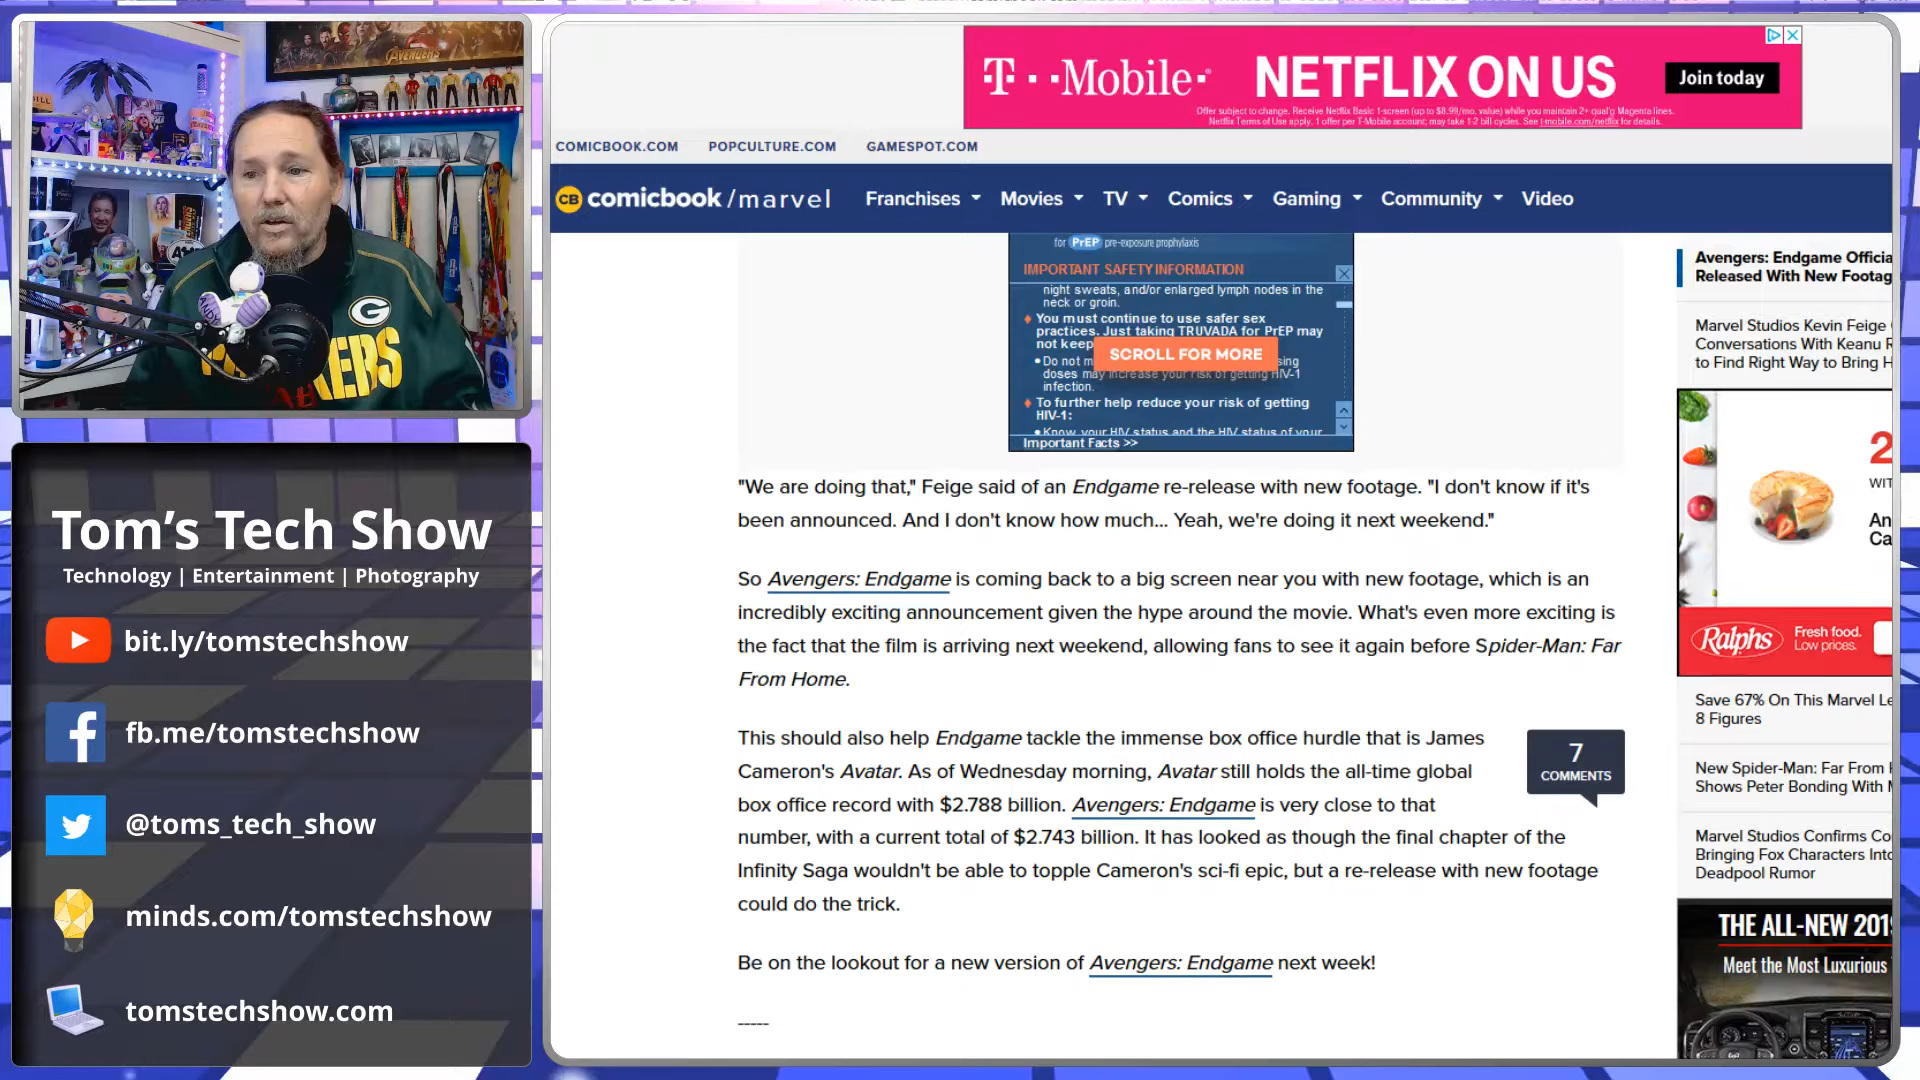 AVENGERS
BILL
ANDY
G
PACKERS
Tom's Tech Show
Technology | Entertainment | Photography
bit.ly/tomstechshow
fb.me/tomstechshow
@toms_tech_show
minds.com/tomstechshow
tomstechshow.com
T··Mobile·
NETFLIX ON US
Join today
Offer subject to change. Receive Netflix Basic 1-screen (up to $8.99/mo. value) while you maintain 2+ qual'g Magenta lines.
Netflix Terms of Use apply. 1 offer per T-Mobile account; may take 1-2 bill cycles. See t-mobile.com/netflix for details.
COMICBOOK.COM POPCULTURE.COM GAMESPOT.COM
CB comicbook /marvel Franchises Movies TV Comics Gaming Community Video
for PrEP pre-exposure prophylaxis
IMPORTANT SAFETY INFORMATION
night sweats, and/or enlarged lymph nodes in the
neck or groin.
You must continue to use safer sex
practices. Just taking TRUVADA for PrEP may
not keep
SCROLL FOR MORE
Do not m sing
doses may increase your risk of getting HIV-1
infection.
To further help reduce your risk of getting
HIV-1:
Know your HIV status and the HIV status of your
Important Facts >>
"We are doing that," Feige said of an Endgame re-release with new footage. "I don't know if it's
been announced. And I don't know how much... Yeah, we're doing it next weekend."
So Avengers: Endgame is coming back to a big screen near you with new footage, which is an
incredibly exciting announcement given the hype around the movie. What's even more exciting is
the fact that the film is arriving next weekend, allowing fans to see it again before Spider-Man: Far
From Home.
This should also help Endgame tackle the immense box office hurdle that is James
Cameron's Avatar. As of Wednesday morning, Avatar still holds the all-time global
box office record with $2.788 billion. Avengers: Endgame is very close to that
number, with a current total of $2.743 billion. It has looked as though the final chapter of the
Infinity Saga wouldn't be able to topple Cameron's sci-fi epic, but a re-release with new footage
could do the trick.
7
COMMENTS
Be on the lookout for a new version of Avengers: Endgame next week!
-----
Avengers: Endgame Officia
Released With New Footag
Marvel Studios Kevin Feige
Conversations With Keanu R
to Find Right Way to Bring H
2
WIT
An
Ca
Ralphs Fresh food.
Low prices.
Save 67% On This Marvel Le
8 Figures
New Spider-Man: Far From H
Shows Peter Bonding With M
Marvel Studios Confirms Co
Bringing Fox Characters Into
Deadpool Rumor
THE ALL-NEW 2019
Meet the Most Luxurious